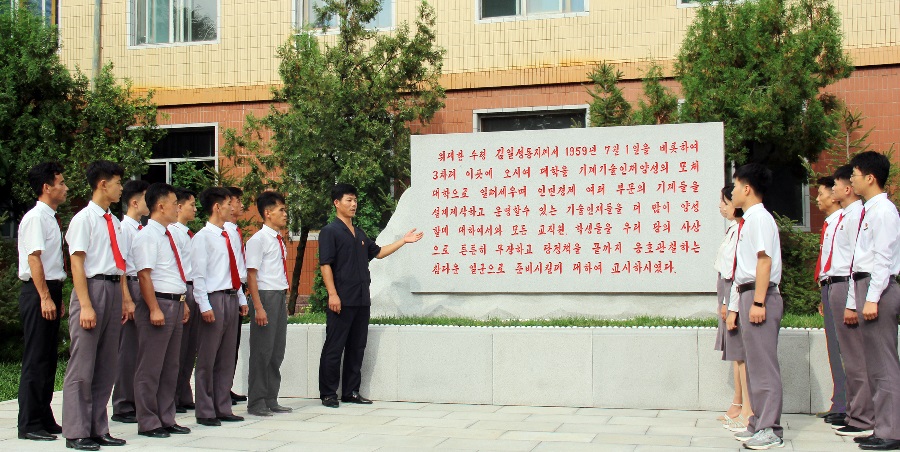 위대한 수령 김일성동지께서 1959년 7월 1일을 비롯하여
3차례 이곳에 오시여 대학을 기계기술인재양성의 모체
대학으로 일떠세우며 인민경제 여러 부문의 기계들을
설계제작하고 운영할수 있는 기술인재들을 더 많이 양성
할데 대해서와 모든 교직원, 학생들을 우리 당의 사상
으로 튼튼히 무장하고 당정책을 끝까지 옹호관철하는
참다운 일군으로 준비시킬데 대하여 교시하시였다.